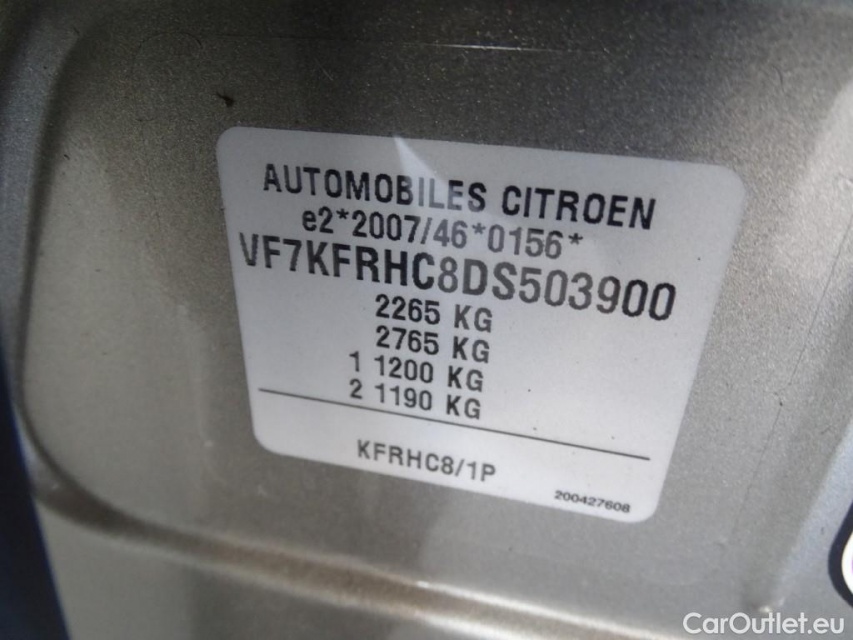 AUTOMOBILES CITROEN
e2*2007/46*0156*
VF7KFRHC8DS503900
2265 KG
2765 KG
1 1200 KG
2 1190 KG
KFRHC8/1P
200427608
CarOutlet.eu